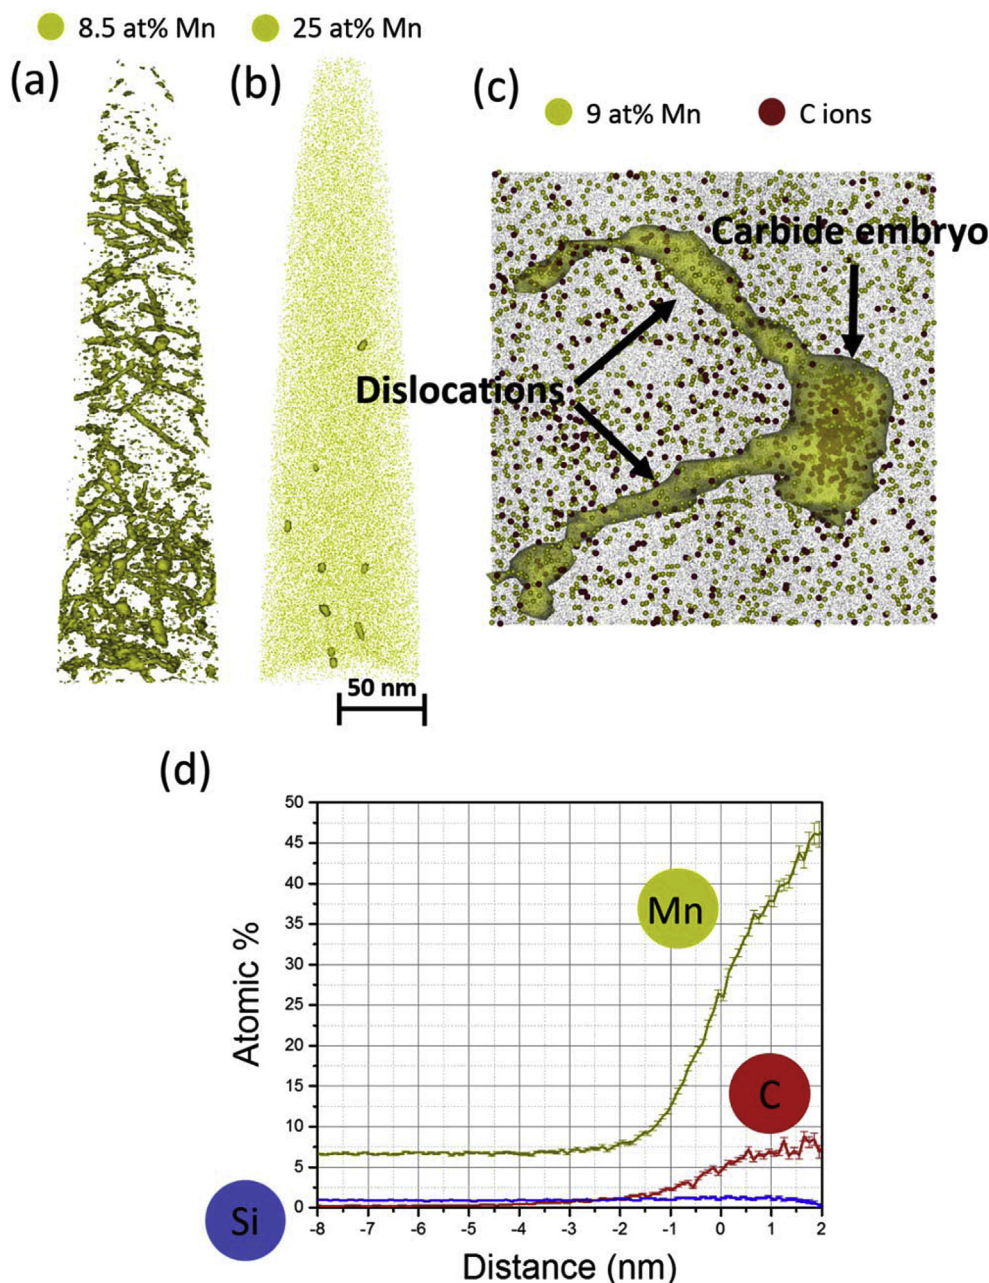 8.5 at% Mn 25 at% Mn
(a) (b) (c)
9 at% Mn C ions
Carbide embryo
Dislocations
50 nm
(d)
50
45
40
35
30
25
20
15
10
5
0
Atomic %
Mn
C
Si
-8 -7 -6 -5 -4 -3 -2 -1 0 1 2
Distance (nm)